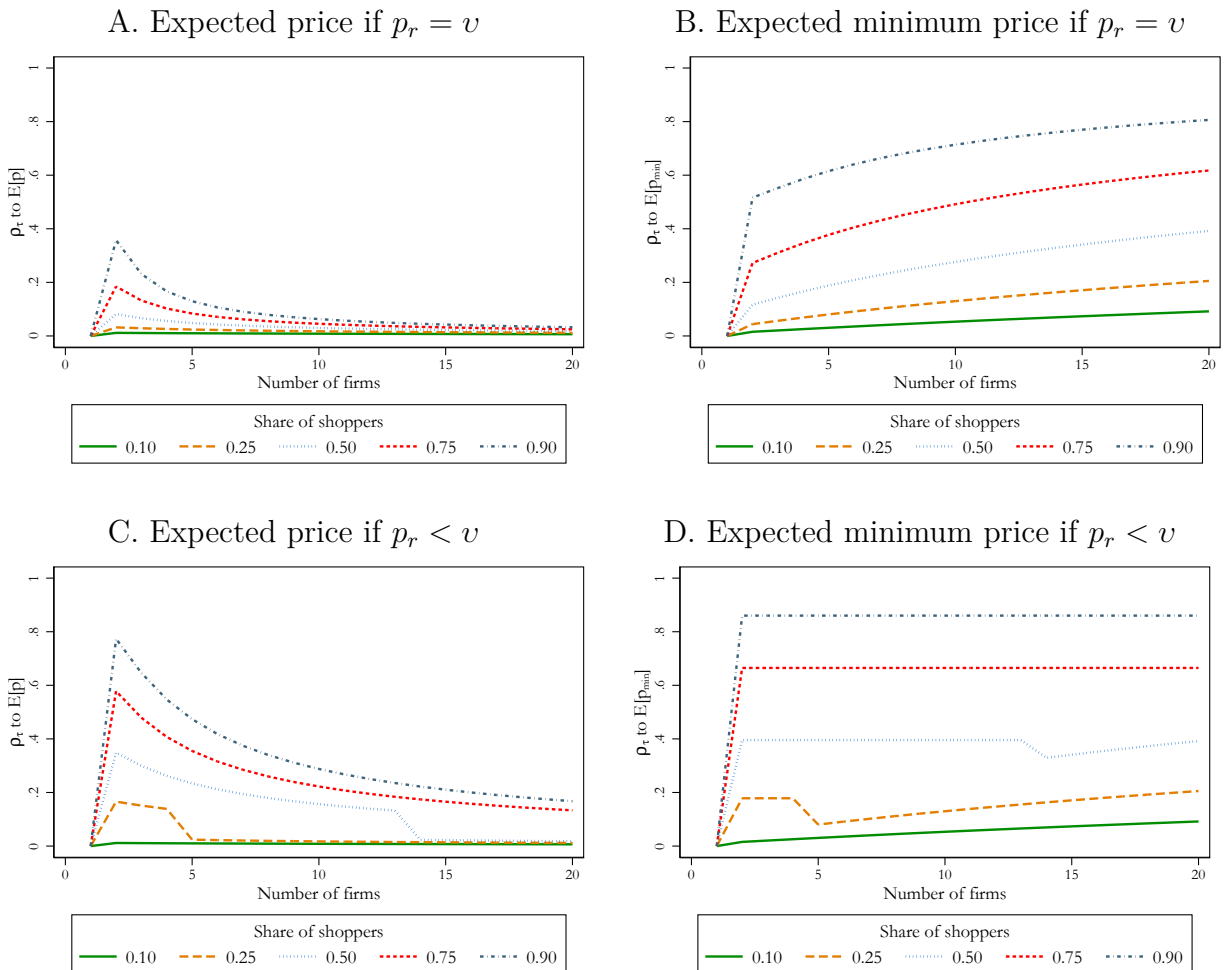 A. Expected price if p_r = υ
ρ_τ to E[p]
1
.8
.6
.4
.2
0
0 5 10 15 20
Number of firms
Share of shoppers
0.10 0.25 0.50 0.75 0.90
B. Expected minimum price if p_r = υ
ρ_τ to E[p_min]
1
.8
.6
.4
.2
0
0 5 10 15 20
Number of firms
Share of shoppers
0.10 0.25 0.50 0.75 0.90
C. Expected price if p_r < υ
ρ_τ to E[p]
1
.8
.6
.4
.2
0
0 5 10 15 20
Number of firms
Share of shoppers
0.10 0.25 0.50 0.75 0.90
D. Expected minimum price if p_r < υ
ρ_τ to E[p_min]
1
.8
.6
.4
.2
0
0 5 10 15 20
Number of firms
Share of shoppers
0.10 0.25 0.50 0.75 0.90